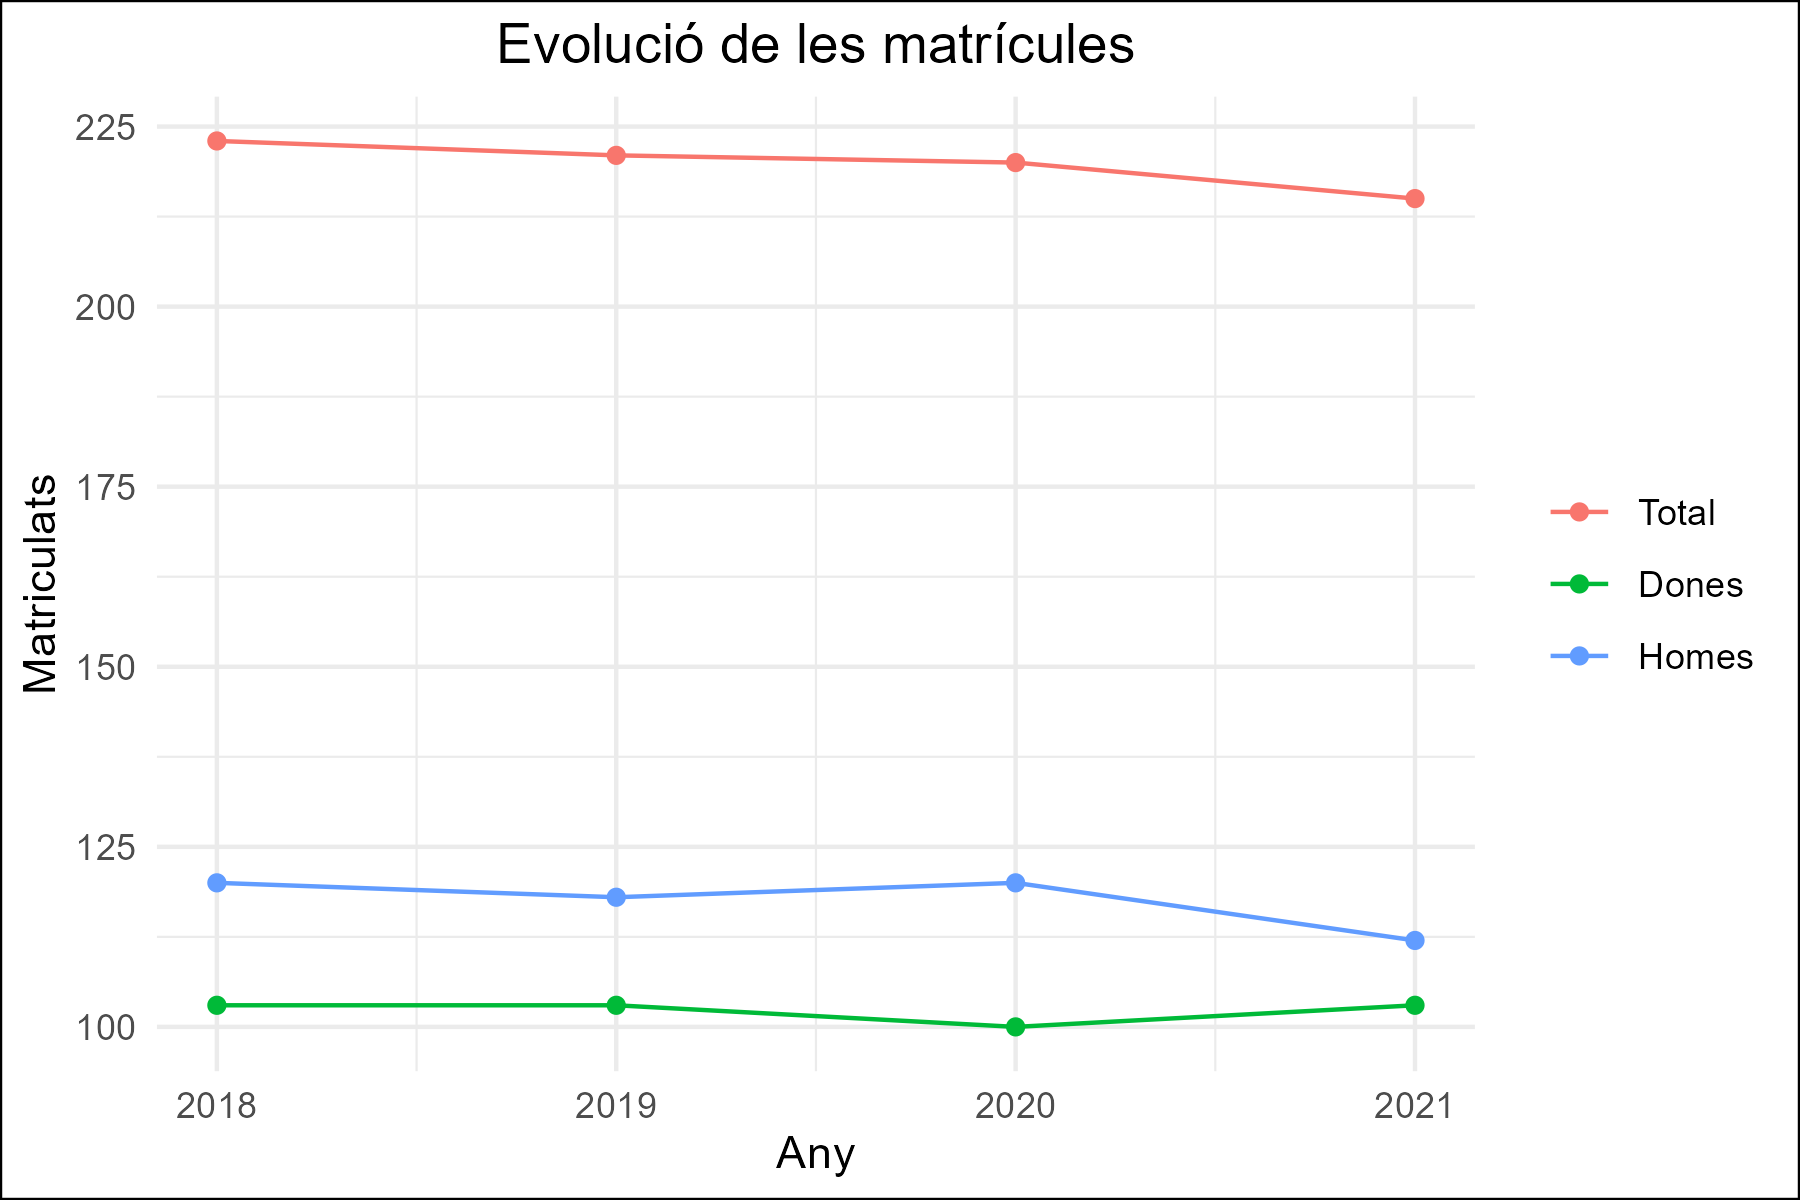 Evolució de les matrícules
225
200
175
150
125
100
Matriculats
2018
2019
2020
2021
Any
Total
Dones
Homes